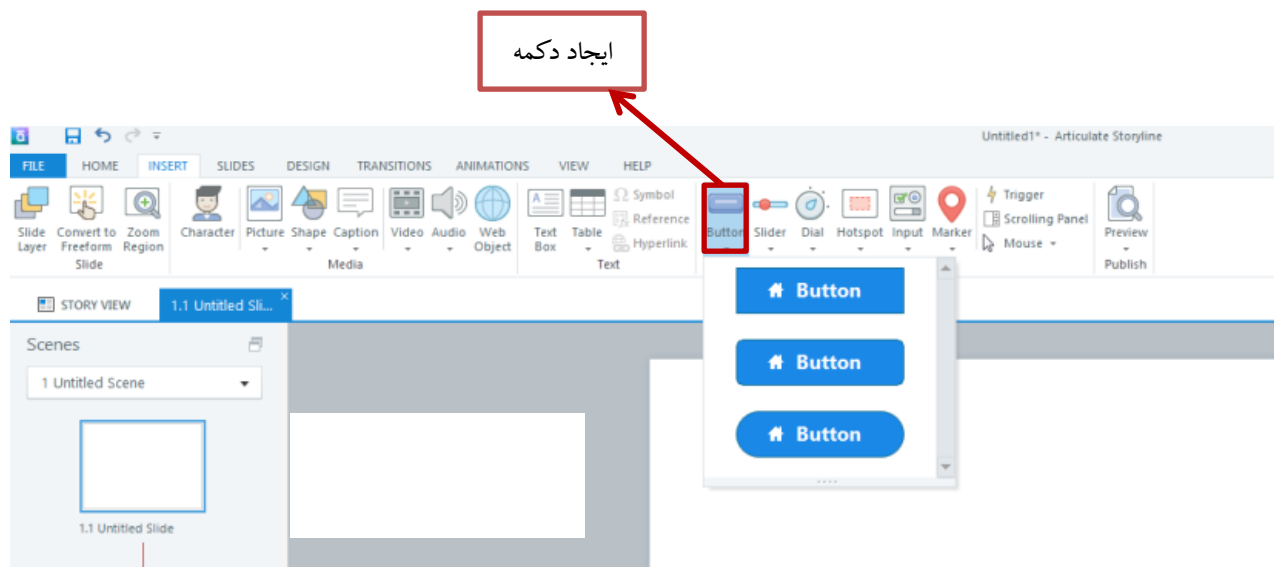 ایجاد دکمه
Untitled1* - Articulate Storyline
FILE HOME INSERT SLIDES DESIGN TRANSITIONS ANIMATIONS VIEW HELP
Slide Layer
Convert to Freeform
Zoom Region
Slide
Character
Picture
Shape
Caption
Video
Audio
Web Object
Media
Text Box
Table
Symbol
Reference
Hyperlink
Text
Button
Slider
Dial
Hotspot
Input
Marker
Trigger
Scrolling Panel
Mouse
Preview
Publish
Button
Button
Button
STORY VIEW
1.1 Untitled Sli...
Scenes
1 Untitled Scene
1.1 Untitled Slide